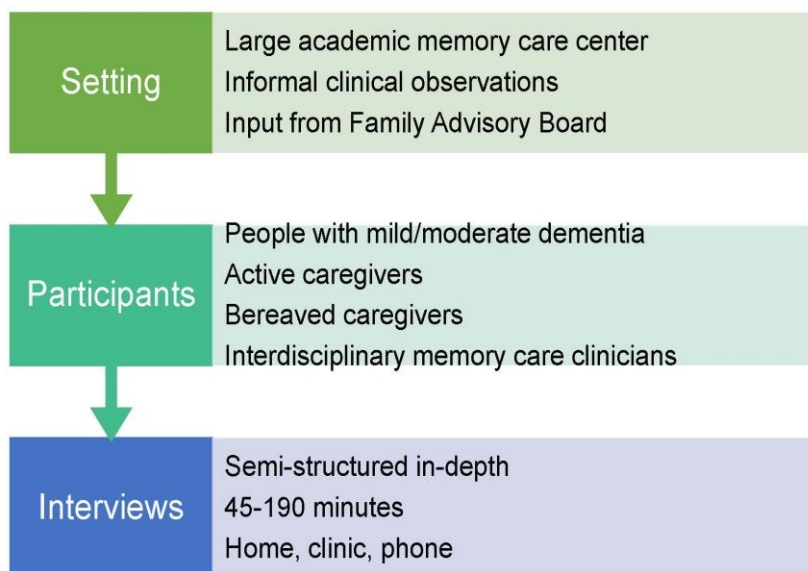 Setting
Large academic memory care center
Informal clinical observations
Input from Family Advisory Board
Participants
People with mild/moderate dementia
Active caregivers
Bereaved caregivers
Interdisciplinary memory care clinicians
Interviews
Semi-structured in-depth
45-190 minutes
Home, clinic, phone